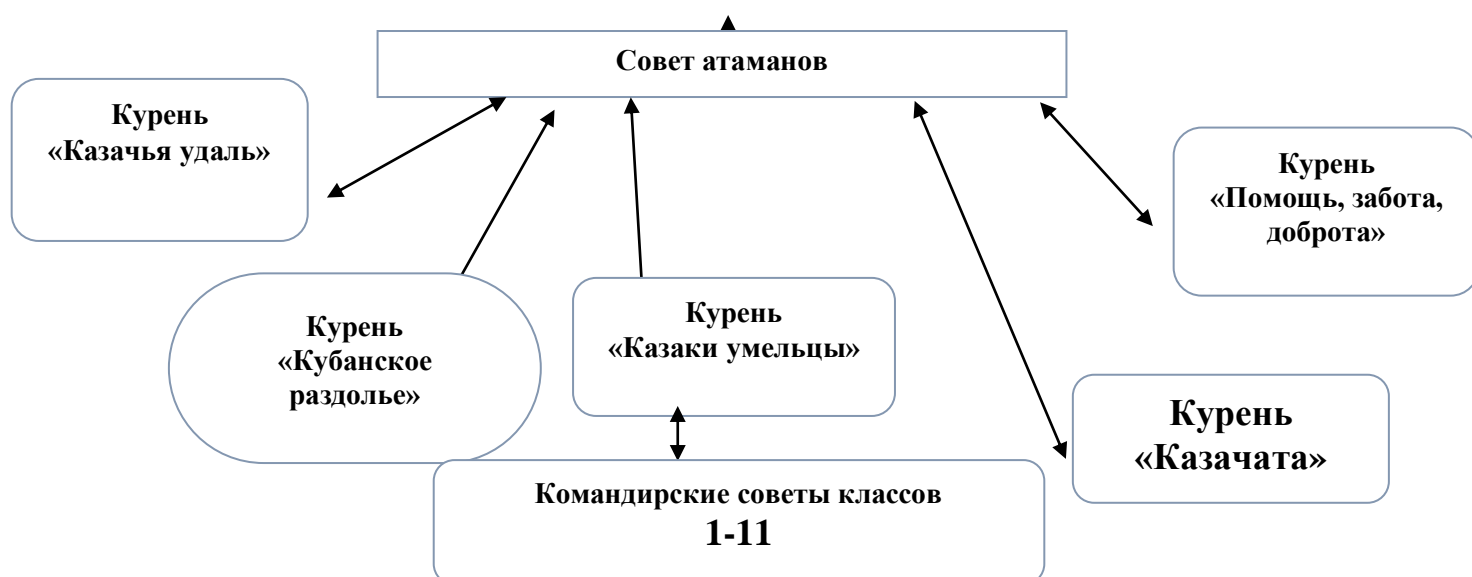 Совет атаманов
Курень
«Казачья удаль»
Курень
«Помощь, забота,
доброта»
Курень
«Кубанское
раздолье»
Курень
«Казаки умельцы»
Курень
«Казачата»
Командирские советы классов
1-11